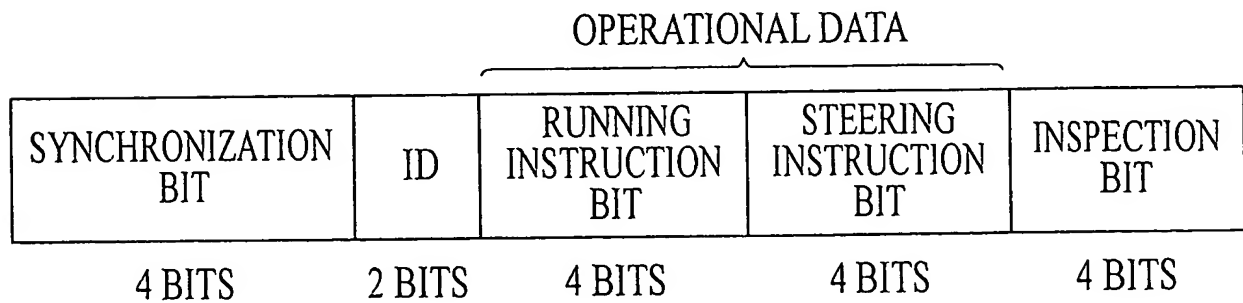 OPERATIONAL DATA
SYNCHRONIZATION
BIT
ID
RUNNING
INSTRUCTION
BIT
STEERING
INSTRUCTION
BIT
INSPECTION
BIT
4 BITS
2 BITS
4 BITS
4 BITS
4 BITS